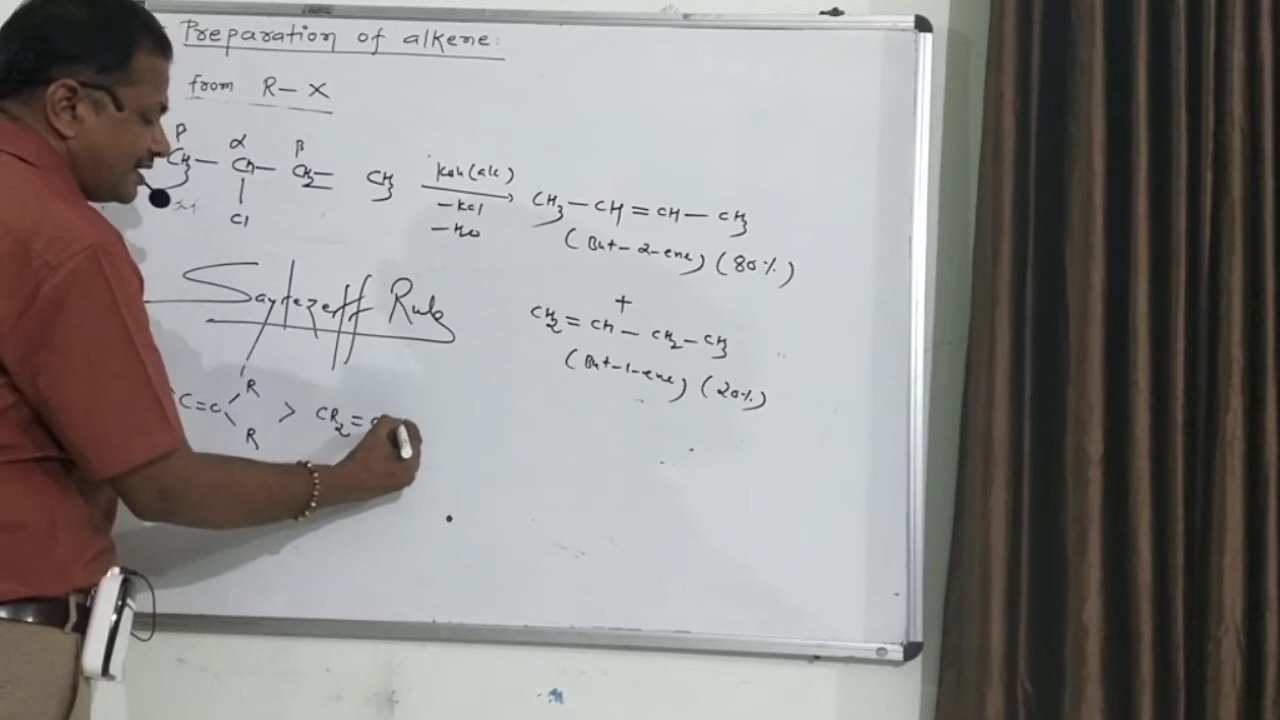 Preparation of alkene:
from R-X
β α β
CH3-CH-CH2- CH3
Cl
KOH(alc)
-KCl
-H2O
CH3-CH=CH-CH3
(But-2-ene) (80%)
+
CH2=CH-CH2-CH3
(But-1-ene) (20%)
Saytezeff Rule
C=C R R > CR2=C